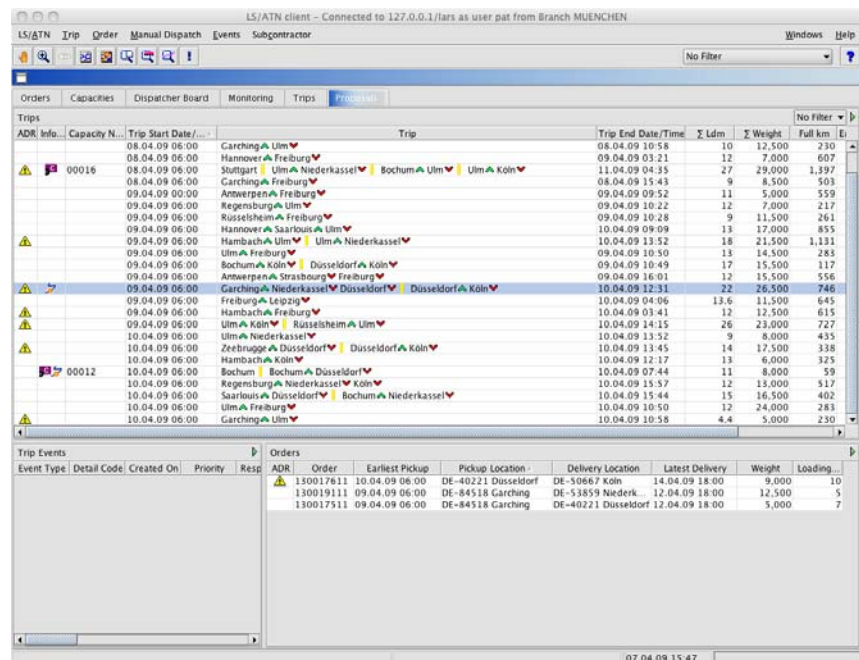 LS/ATN client – Connected to 127.0.0.1/lars as user pat from Branch MUENCHEN
LS/ATN Trip Order Manual Dispatch Events Subcontractor Windows Help
No Filter
Orders Capacities Dispatcher Board Monitoring Trips Proposals
Trips No Filter
ADR Info... Capacity N... Trip Start Date/... Trip Trip End Date/Time Σ Ldm Σ Weight Full km
08.04.09 06:00 Garching Ulm 08.04.09 10:58 10 12,500 230
08.04.09 06:00 Hannover Freiburg 09.04.09 03:21 12 7,000 607
00016 08.04.09 06:00 Stuttgart Ulm Niederkassel Bochum Ulm Ulm Köln 11.04.09 04:35 27 29,000 1,397
08.04.09 06:00 Garching Freiburg 08.04.09 15:43 9 8,500 503
09.04.09 00:00 Antwerpen Freiburg 09.04.09 09:52 11 5,000 559
09.04.09 06:00 Regensburg Ulm 09.04.09 10:22 12 7,000 217
09.04.09 06:00 Rüsselsheim Freiburg 09.04.09 10:28 9 11,500 261
09.04.09 06:00 Hannover Saarlouis Ulm 10.04.09 09:09 13 17,000 855
09.04.09 06:00 Hambach Ulm Ulm Niederkassel 10.04.09 13:52 18 21,500 1,131
09.04.09 06:00 Ulm Freiburg 09.04.09 10:50 13 14,500 283
09.04.09 06:00 Bochum Köln Düsseldorf Köln 09.04.09 10:49 17 15,500 117
09.04.09 06:00 Antwerpen Strasbourg Freiburg 09.04.09 16:01 12 15,500 556
09.04.09 06:00 Garching Niederkassel Düsseldorf Düsseldorf Köln 10.04.09 12:31 22 26,500 746
09.04.09 06:00 Freiburg Leipzig 10.04.09 04:06 13.6 11,500 645
09.04.09 06:00 Hambach Freiburg 10.04.09 03:41 12 12,500 615
10.04.09 06:00 Ulm Köln Rüsselsheim Ulm 10.04.09 14:15 26 23,000 727
10.04.09 06:00 Ulm Niederkassel 10.04.09 13:52 9 8,000 435
10.04.09 06:00 Zeebrugge Düsseldorf Düsseldorf Köln 10.04.09 13:45 14 17,500 338
10.04.09 06:00 Hambach Köln 10.04.09 12:17 13 6,000 325
00012 10.04.09 06:00 Bochum Bochum Düsseldorf 10.04.09 07:44 11 8,000 59
10.04.09 06:00 Regensburg Niederkassel Köln 10.04.09 15:57 12 13,000 517
10.04.09 06:00 Saarlouis Düsseldorf Bochum Niederkassel 10.04.09 15:44 15 16,500 402
10.04.09 06:00 Ulm Freiburg 10.04.09 10:50 12 24,000 283
10.04.09 06:00 Garching Ulm 10.04.09 10:58 4.4 5,000 230
Trip Events Orders
Event Type Detail Code Created On Priority Resp ADR Order Earliest Pickup Pickup Location Delivery Location Latest Delivery Weight Loading...
130017611 10.04.09 06:00 DE-40221 Düsseldorf DE-50667 Köln 14.04.09 18:00 9,000 10
130019111 09.04.09 06:00 DE-84518 Garching DE-53859 Niederk... 12.04.09 18:00 12,500 5
130017511 09.04.09 06:00 DE-84518 Garching DE-40221 Düsseldorf 12.04.09 18:00 5,000 7
07.04.09 15:47